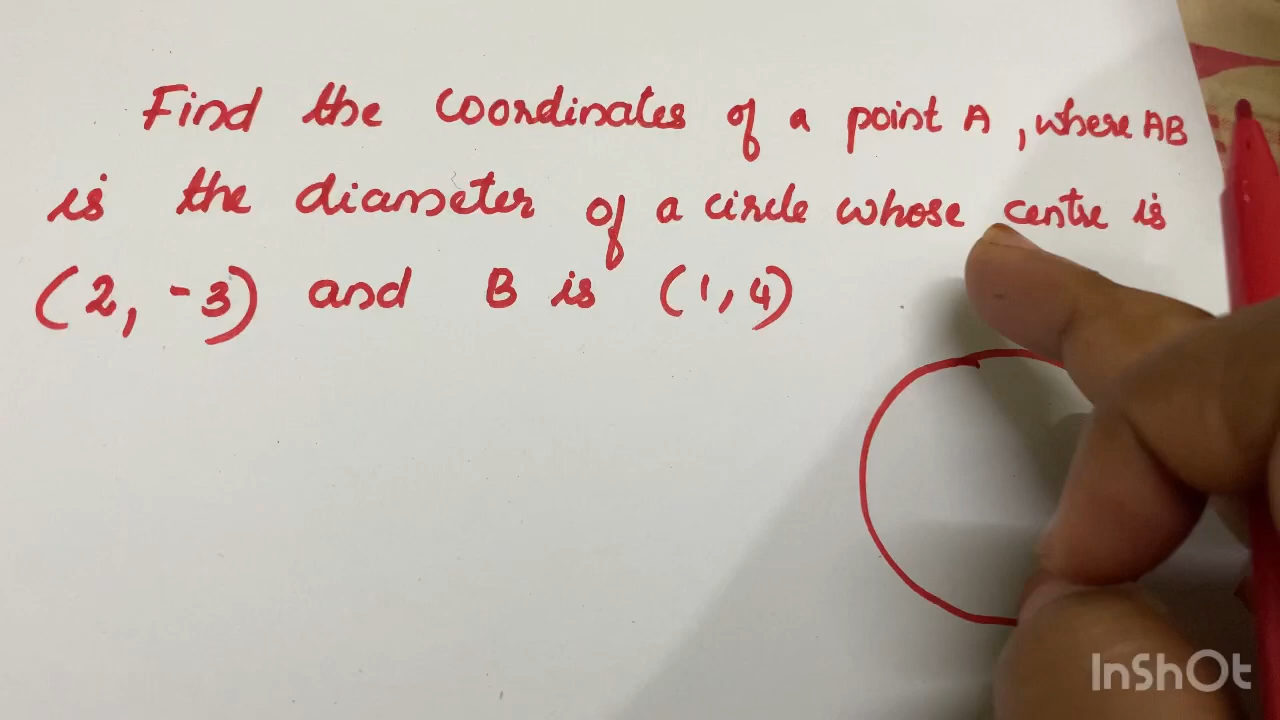 Find the coordinates of a point A, where AB
is the diameter of a circle whose centre is
(2, -3) and B is (1, 4)
InShOt